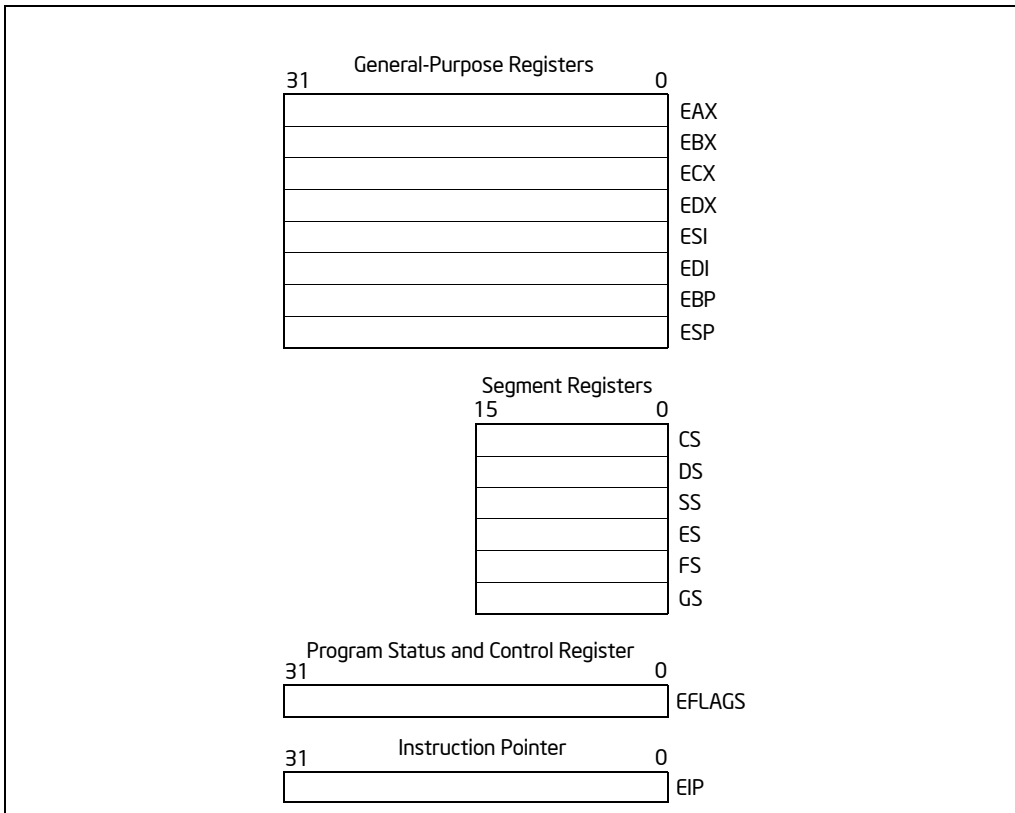 General-Purpose Registers
31 0
EAX
EBX
ECX
EDX
ESI
EDI
EBP
ESP
Segment Registers
15 0
CS
DS
SS
ES
FS
GS
Program Status and Control Register
31 0
EFLAGS
Instruction Pointer
31 0
EIP